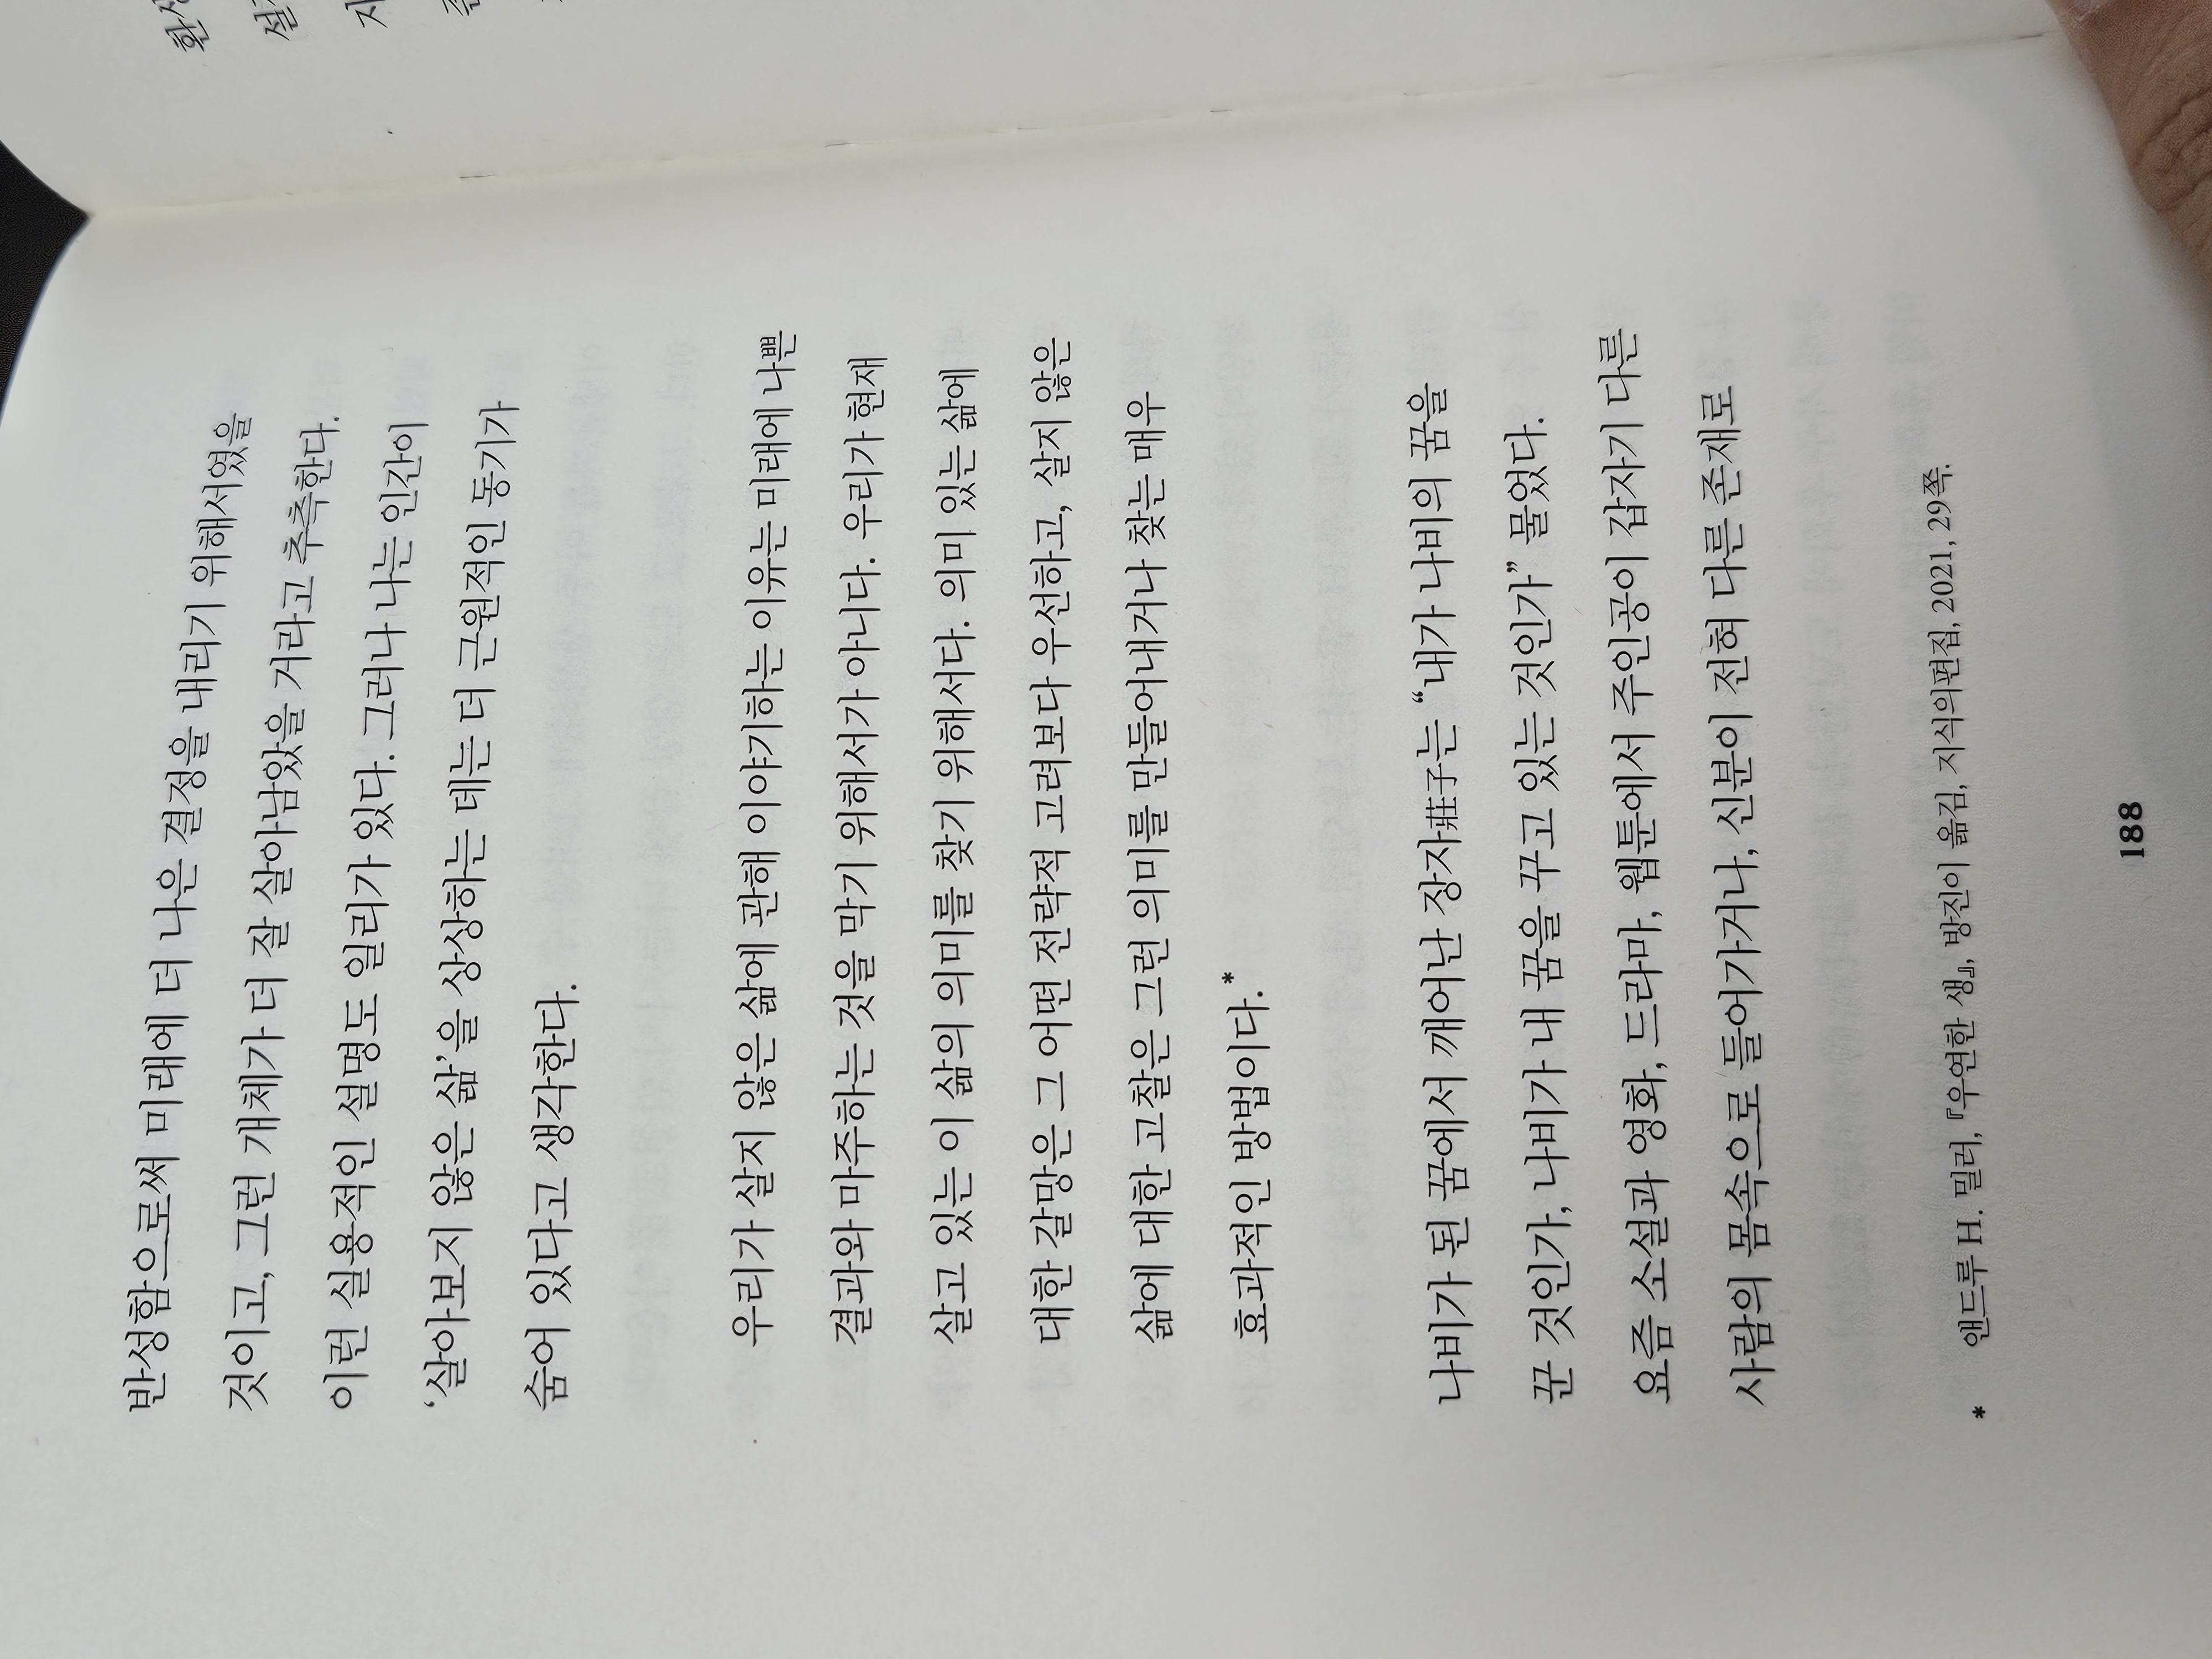 반성함으로써 미래에 더 나은 결정을 내리기 위해서였을
것이고, 그런 개체가 더 잘 살아남았을 거라고 추측한다.
이런 실용적인 설명도 일리가 있다. 그러나 나는 인간이
‘살아보지 않은 삶’을 상상하는 데는 더 근원적인 동기가
숨어 있다고 생각한다.
우리가 살지 않은 삶에 관해 이야기하는 이유는 미래에 나쁜
결과와 마주하는 것을 막기 위해서가 아니다. 우리가 현재
살고 있는 이 삶의 의미를 찾기 위해서다. 의미 있는 삶에
대한 갈망은 그 어떤 전략적 고려보다 우선하고, 살지 않은
삶에 대한 고찰은 그런 의미를 만들어내거나 찾는 매우
효과적인 방법이다.*
나비가 된 꿈에서 깨어난 장자莊子는 “내가 나비의 꿈을
꾼 것인가, 나비가 내 꿈을 꾸고 있는 것인가” 물었다.
요즘 소설과 영화, 드라마, 웹툰에서 주인공이 갑자기 다른
사람의 몸속으로 들어가거나, 신분이 전혀 다른 존재로
* 앤드루 H. 밀러, 『우연한 생』, 방진이 옮김, 지식의편집, 2021, 29쪽.
188